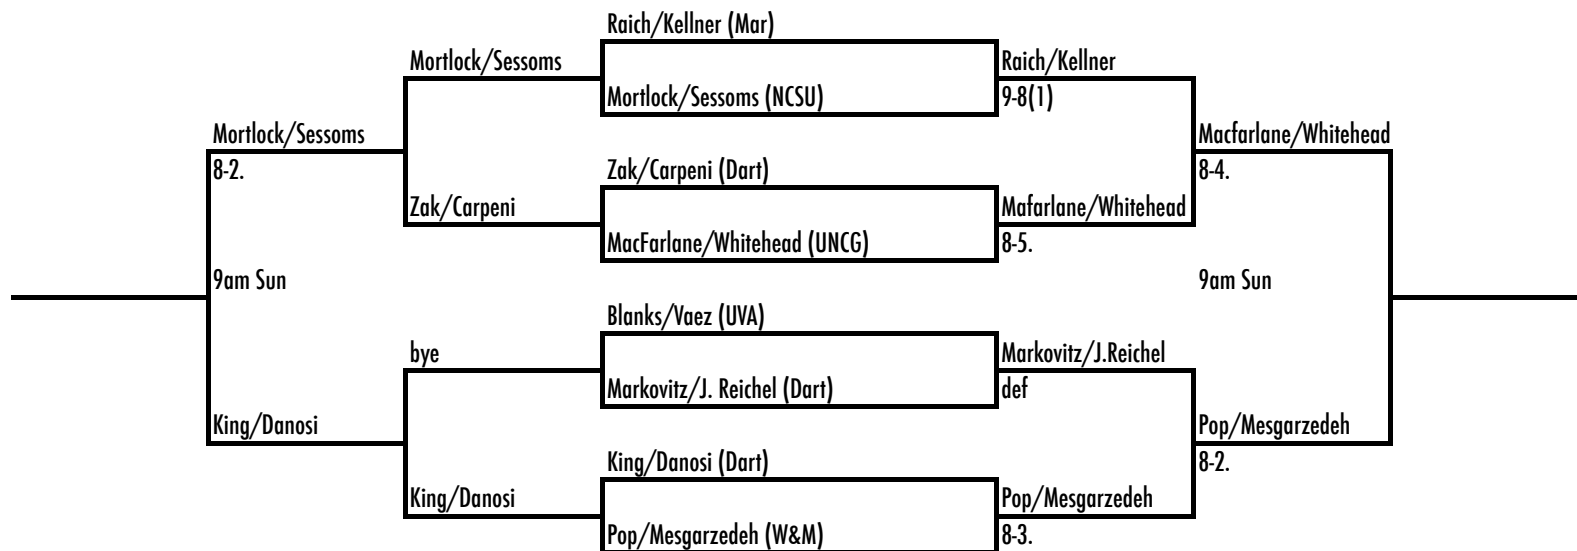 Raich/Kellner (Mar)
Mortlock/Sessoms
Raich/Kellner
Mortlock/Sessoms (NCSU)
9-8(1)
Mortlock/Sessoms
Macfarlane/Whitehead
8-2.
Zak/Carpeni (Dart)
8-4.
Zak/Carpeni
Mafarlane/Whitehead
MacFarlane/Whitehead (UNCG)
8-5.
9am Sun
9am Sun
Blanks/Vaez (UVA)
bye
Markovitz/J.Reichel
Markovitz/J. Reichel (Dart)
def
King/Danosi
Pop/Mesgarzedeh
King/Danosi (Dart)
8-2.
King/Danosi
Pop/Mesgarzedeh
Pop/Mesgarzedeh (W&M)
8-3.